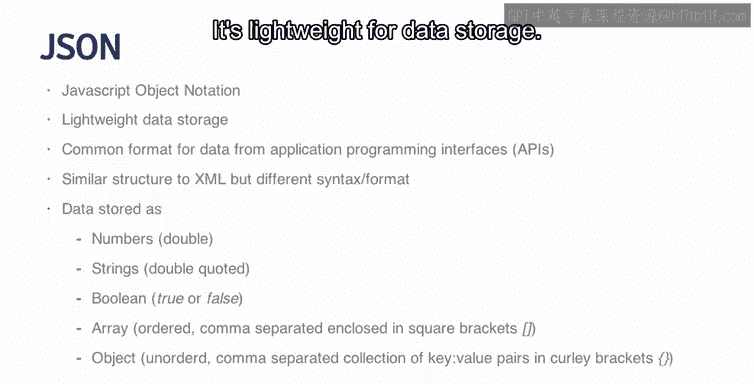 It's lightweight for data storage.
JSON
· Javascript Object Notation
· Lightweight data storage
· Common format for data from application programming interfaces (APIs)
· Similar structure to XML but different syntax/format
· Data stored as
- Numbers (double)
- Strings (double quoted)
- Boolean (true or false)
- Array (ordered, comma separated enclosed in square brackets [])
- Object (unorderd, comma separated collection of key:value pairs in curley brackets {})